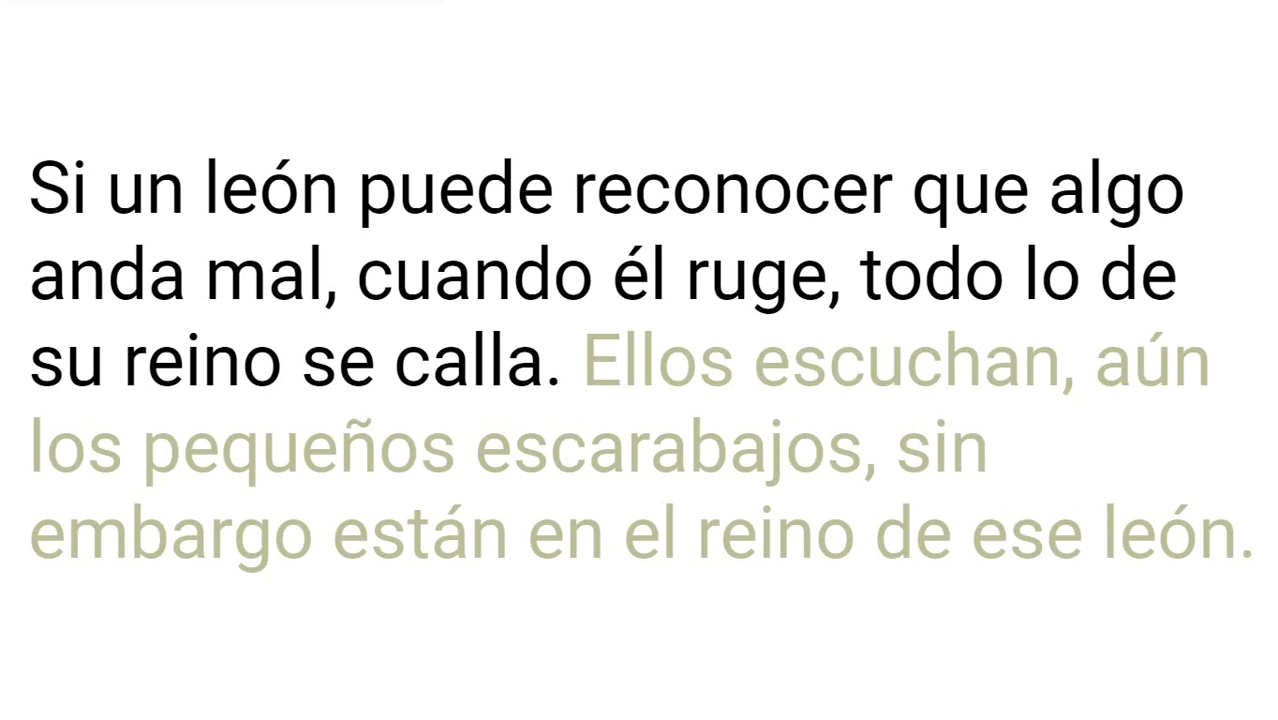 Si un león puede reconocer que algo
anda mal, cuando él ruge, todo lo de
su reino se calla. Ellos escuchan, aún
los pequeños escarabajos, sin
embargo están en el reino de ese león.